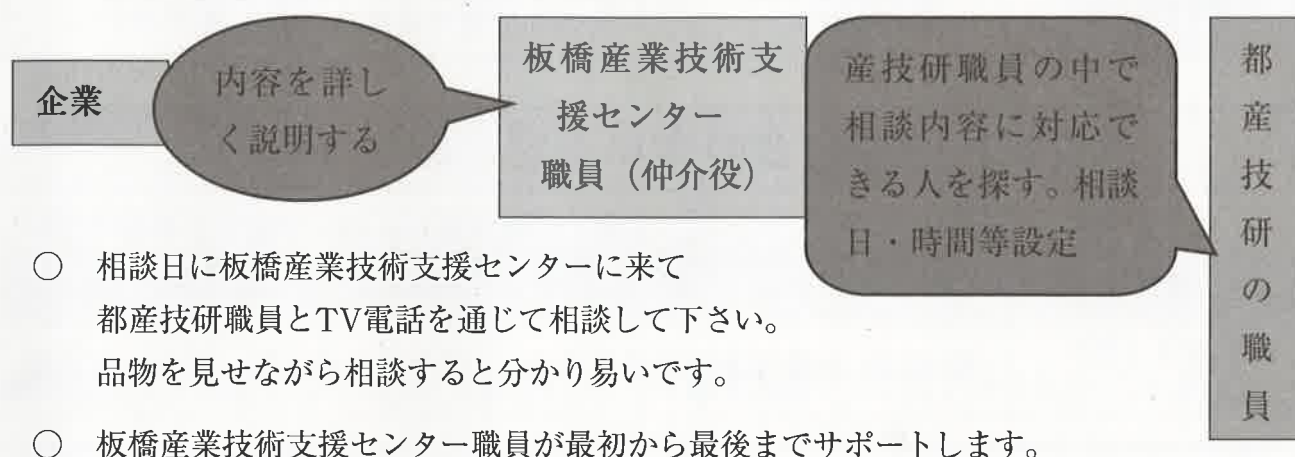 企業
内容を詳し
く説明する
板橋産業技術支
援センター
職員（仲介役）
産技研職員の中で
相談内容に対応で
きる人を探す。相談
日・時間等設定
都産技研の職員
○ 相談日に板橋産業技術支援センターに来て
都産技研職員とTV電話を通じて相談して下さい。
品物を見せながら相談すると分かり易いです。
○ 板橋産業技術支援センター職員が最初から最後までサポートします。